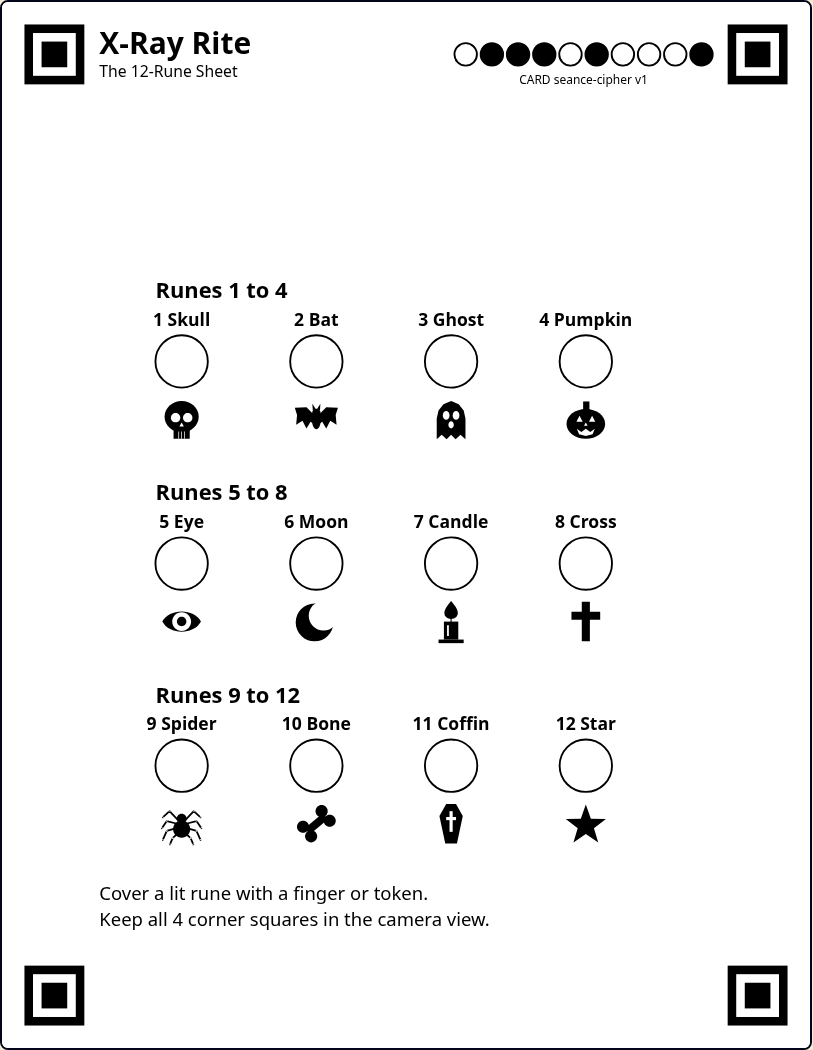 X-Ray Rite
The 12-Rune Sheet
CARD seance-cipher v1
Runes 1 to 4
1 Skull 2 Bat 3 Ghost 4 Pumpkin
Runes 5 to 8
5 Eye 6 Moon 7 Candle 8 Cross
Runes 9 to 12
9 Spider 10 Bone 11 Coffin 12 Star
Cover a lit rune with a finger or token.
Keep all 4 corner squares in the camera view.